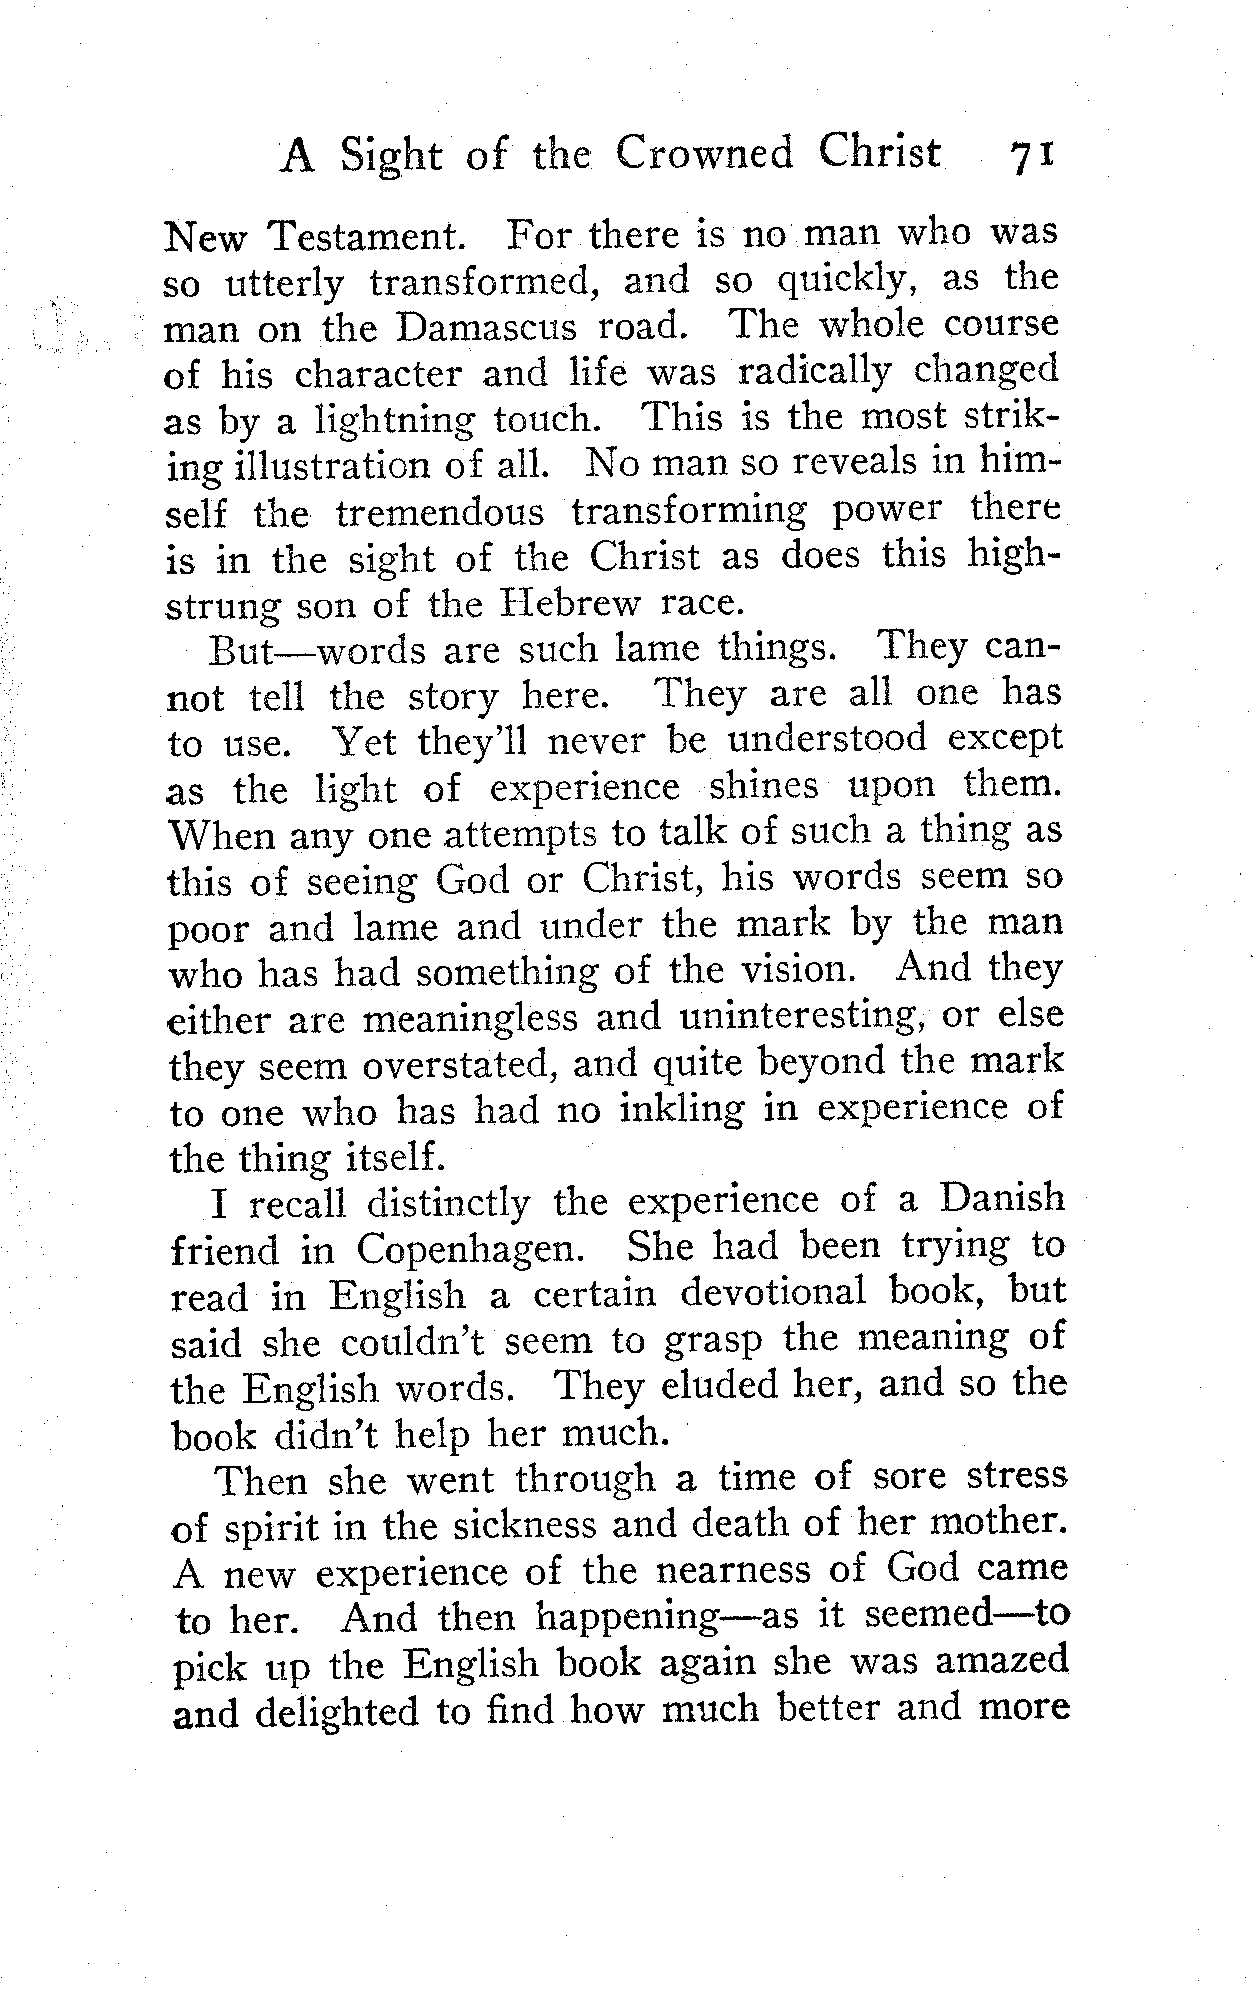 A Sight of the Crowned Christ 71
New Testament. For there is no man who was
so utterly transformed, and so quickly, as the
man on the Damascus road. The whole course
of his character and life was radically changed
as by a lightning touch. This is the most strik-
ing illustration of all. No man so reveals in him-
self the tremendous transforming power there
is in the sight of the Christ as does this high-
strung son of the Hebrew race.
But—words are such lame things. They can-
not tell the story here. They are all one has
to use. Yet they'll never be understood except
as the light of experience shines upon them.
When any one attempts to talk of such a thing as
this of seeing God or Christ, his words seem so
poor and lame and under the mark by the man
who has had something of the vision. And they
either are meaningless and uninteresting, or else
they seem overstated, and quite beyond the mark
to one who has had no inkling in experience of
the thing itself.
I recall distinctly the experience of a Danish
friend in Copenhagen. She had been trying to
read in English a certain devotional book, but
said she couldn't seem to grasp the meaning of
the English words. They eluded her, and so the
book didn't help her much.
Then she went through a time of sore stress
of spirit in the sickness and death of her mother.
A new experience of the nearness of God came
to her. And then happening—as it seemed—to
pick up the English book again she was amazed
and delighted to find how much better and more